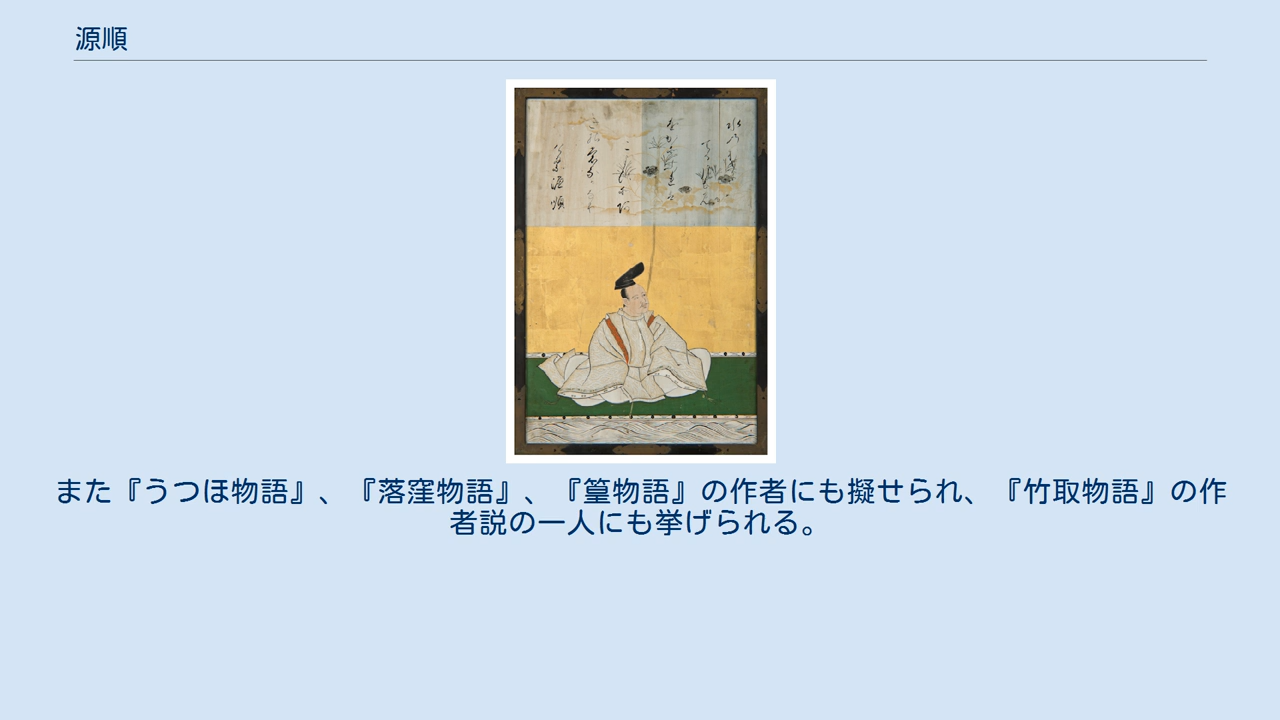 源順
また『うつほ物語』、『落窪物語』、『篁物語』の作者にも擬せられ、『竹取物語』の作
者説の一人にも挙げられる。